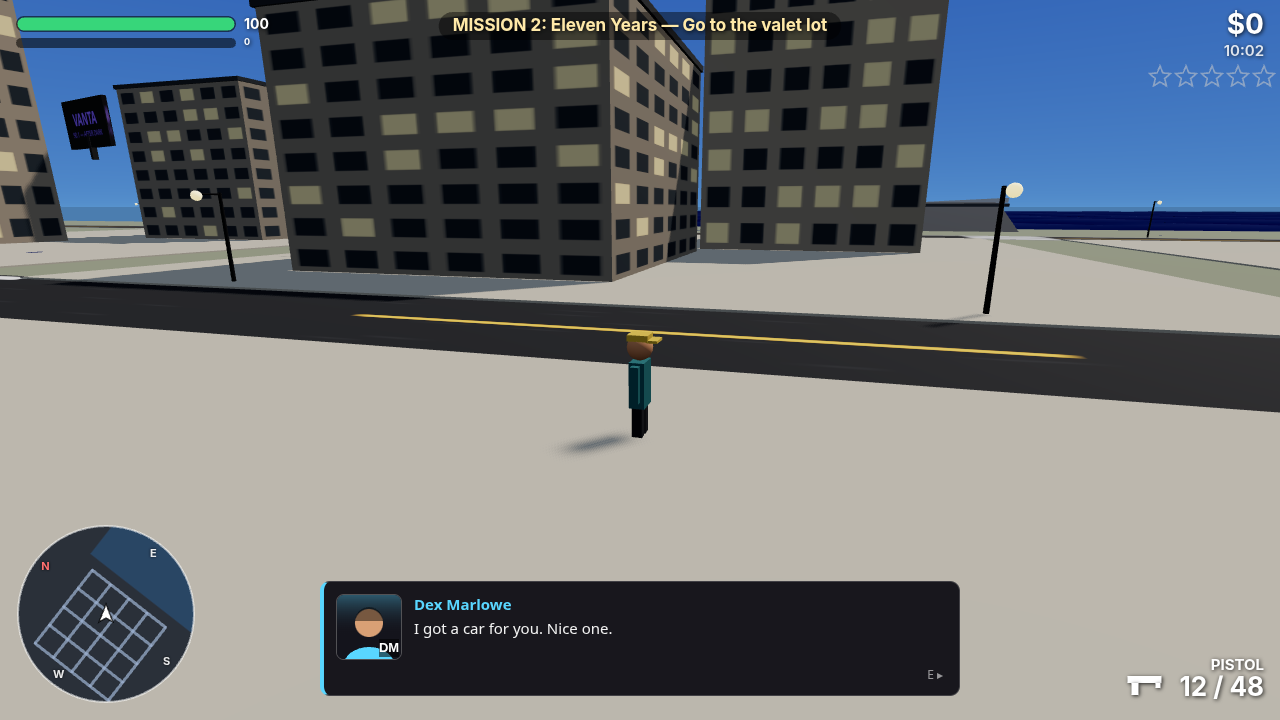 100
0
MISSION 2: Eleven Years — Go to the valet lot
$0
10:02
VANTA
N
E
W
S
Dex Marlowe
I got a car for you. Nice one.
DM
E ▸
PISTOL
12 / 48